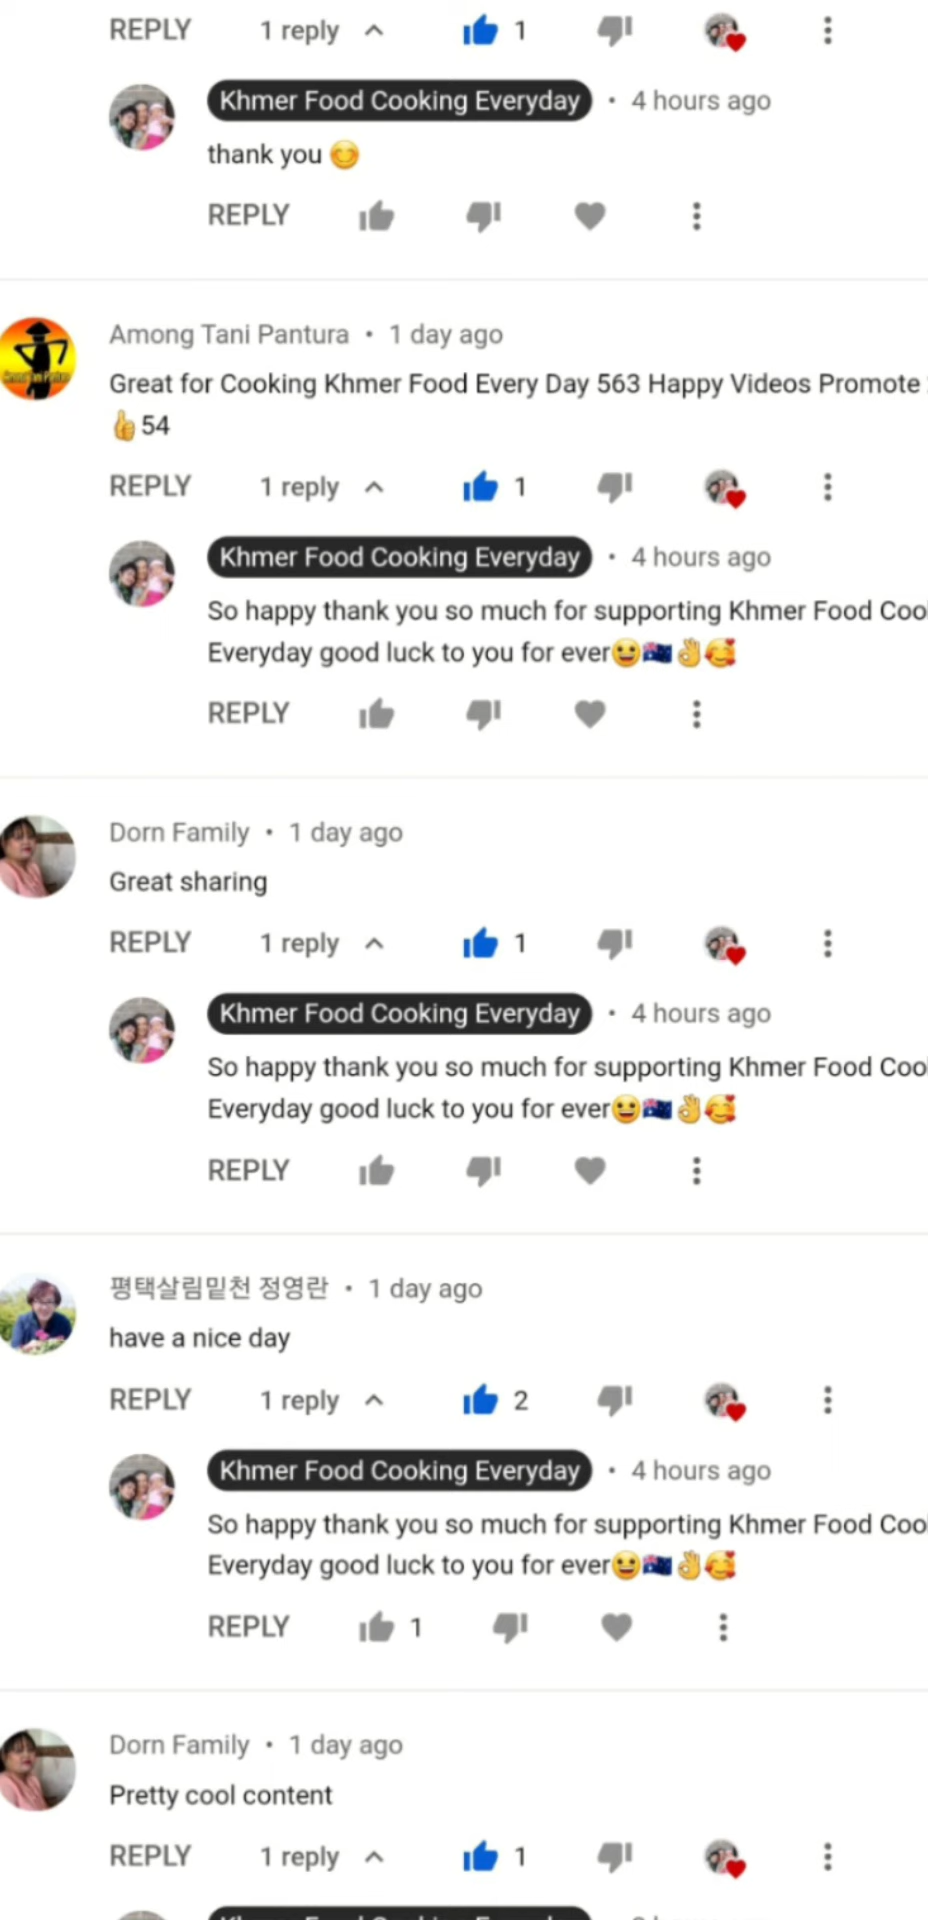 REPLY 1 reply 1
Khmer Food Cooking Everyday • 4 hours ago
thank you 😊
REPLY
Among Tani Pantura • 1 day ago
Great for Cooking Khmer Food Every Day 563 Happy Videos Promote
👍 54
REPLY 1 reply 1
Khmer Food Cooking Everyday • 4 hours ago
So happy thank you so much for supporting Khmer Food Coo
Everyday good luck to you for ever😀🇦🇺👌🥰
REPLY
Dorn Family • 1 day ago
Great sharing
REPLY 1 reply 1
Khmer Food Cooking Everyday • 4 hours ago
So happy thank you so much for supporting Khmer Food Coo
Everyday good luck to you for ever😀🇦🇺👌🥰
REPLY
평택살림밑천 정영란 • 1 day ago
have a nice day
REPLY 1 reply 2
Khmer Food Cooking Everyday • 4 hours ago
So happy thank you so much for supporting Khmer Food Coo
Everyday good luck to you for ever😀🇦🇺👌🥰
REPLY 1
Dorn Family • 1 day ago
Pretty cool content
REPLY 1 reply 1
Khmer Food Cooking Everyday